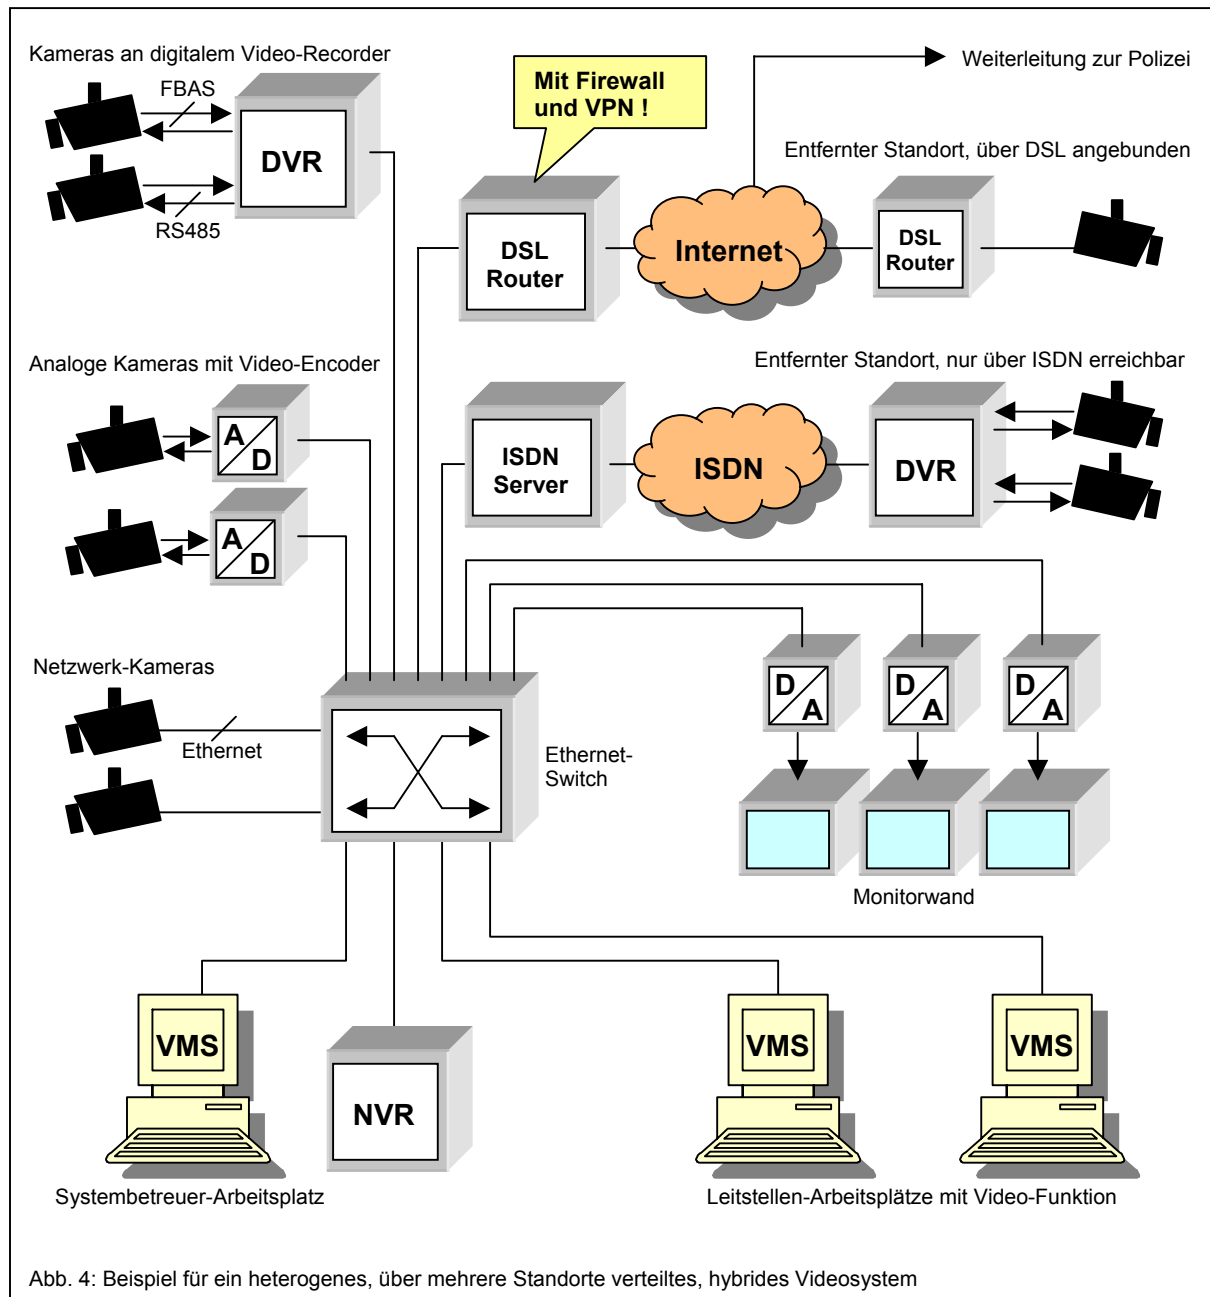 Kameras an digitalem Video-Recorder
FBAS
DVR
RS485
Mit Firewall
und VPN !
Weiterleitung zur Polizei
Entfernter Standort, über DSL angebunden
DSL
Router
Internet
DSL
Router
Analoge Kameras mit Video-Encoder
A
D
A
D
Entfernter Standort, nur über ISDN erreichbar
ISDN
Server
ISDN
DVR
Netzwerk-Kameras
Ethernet
Ethernet-
Switch
D
A
D
A
D
A
Monitorwand
VMS
NVR
VMS
VMS
Systembetreuer-Arbeitsplatz
Leitstellen-Arbeitsplätze mit Video-Funktion
Abb. 4: Beispiel für ein heterogenes, über mehrere Standorte verteiltes, hybrides Videosystem